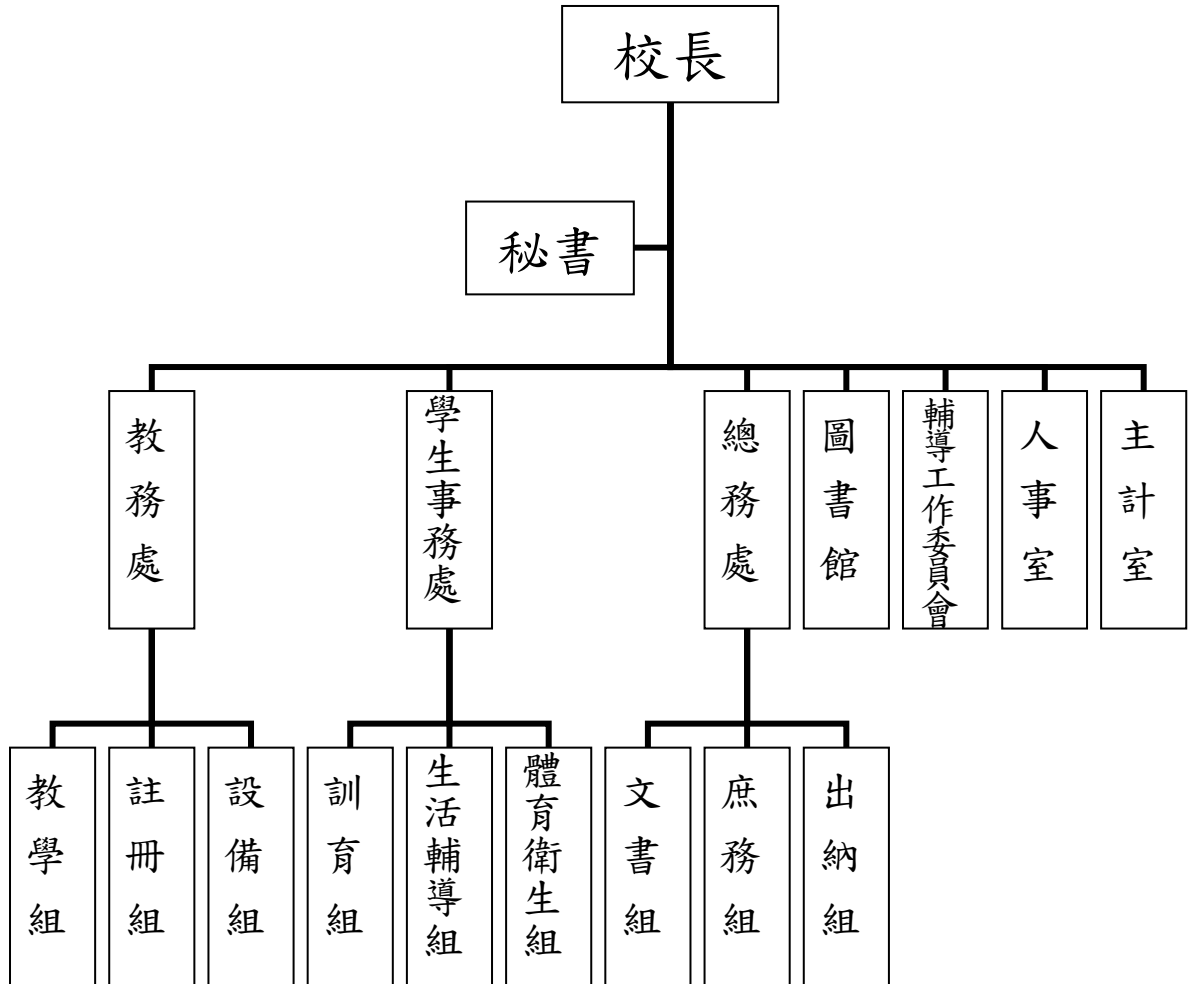 校長
秘書
教務處
學生事務處
總務處
圖書館
輔導工作委員會
人事室
主計室
教學組
註冊組
設備組
訓育組
生活輔導組
體育衛生組
文書組
庶務組
出納組